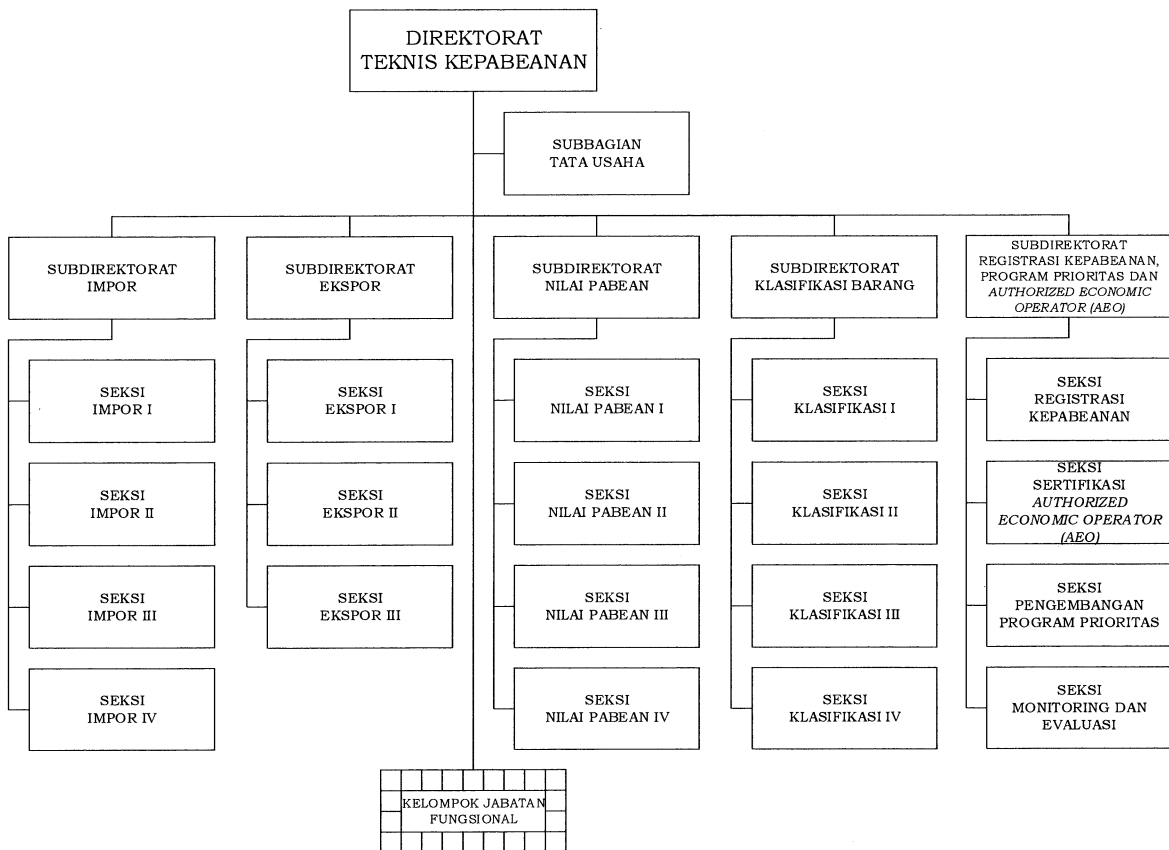 DIREKTORAT
TEKNIS KEPABEANAN
SUBBAGIAN
TATA USAHA
SUBDIREKTORAT
IMPOR
SUBDIREKTORAT
EKSPOR
SUBDIREKTORAT
NILAI PABEAN
SUBDIREKTORAT
KLASIFIKASI BARANG
SUBDIREKTORAT
REGISTRASI KEPABEANAN,
PROGRAM PRIORITAS DAN
AUTHORIZED ECONOMIC
OPERATOR (AEO)
SEKSI
IMPOR I
SEKSI
EKSPOR I
SEKSI
NILAI PABEAN I
SEKSI
KLASIFIKASI I
SEKSI
REGISTRASI
KEPABEANAN
SEKSI
IMPOR II
SEKSI
EKSPOR II
SEKSI
NILAI PABEAN II
SEKSI
KLASIFIKASI II
SEKSI
SERTIFIKASI
AUTHORIZED
ECONOMIC OPERATOR
(AEO)
SEKSI
IMPOR III
SEKSI
EKSPOR III
SEKSI
NILAI PABEAN III
SEKSI
KLASIFIKASI III
SEKSI
PENGEMBANGAN
PROGRAM PRIORITAS
SEKSI
IMPOR IV
SEKSI
NILAI PABEAN IV
SEKSI
KLASIFIKASI IV
SEKSI
MONITORING DAN
EVALUASI
KELOMPOK JABATAN
FUNGSIONAL